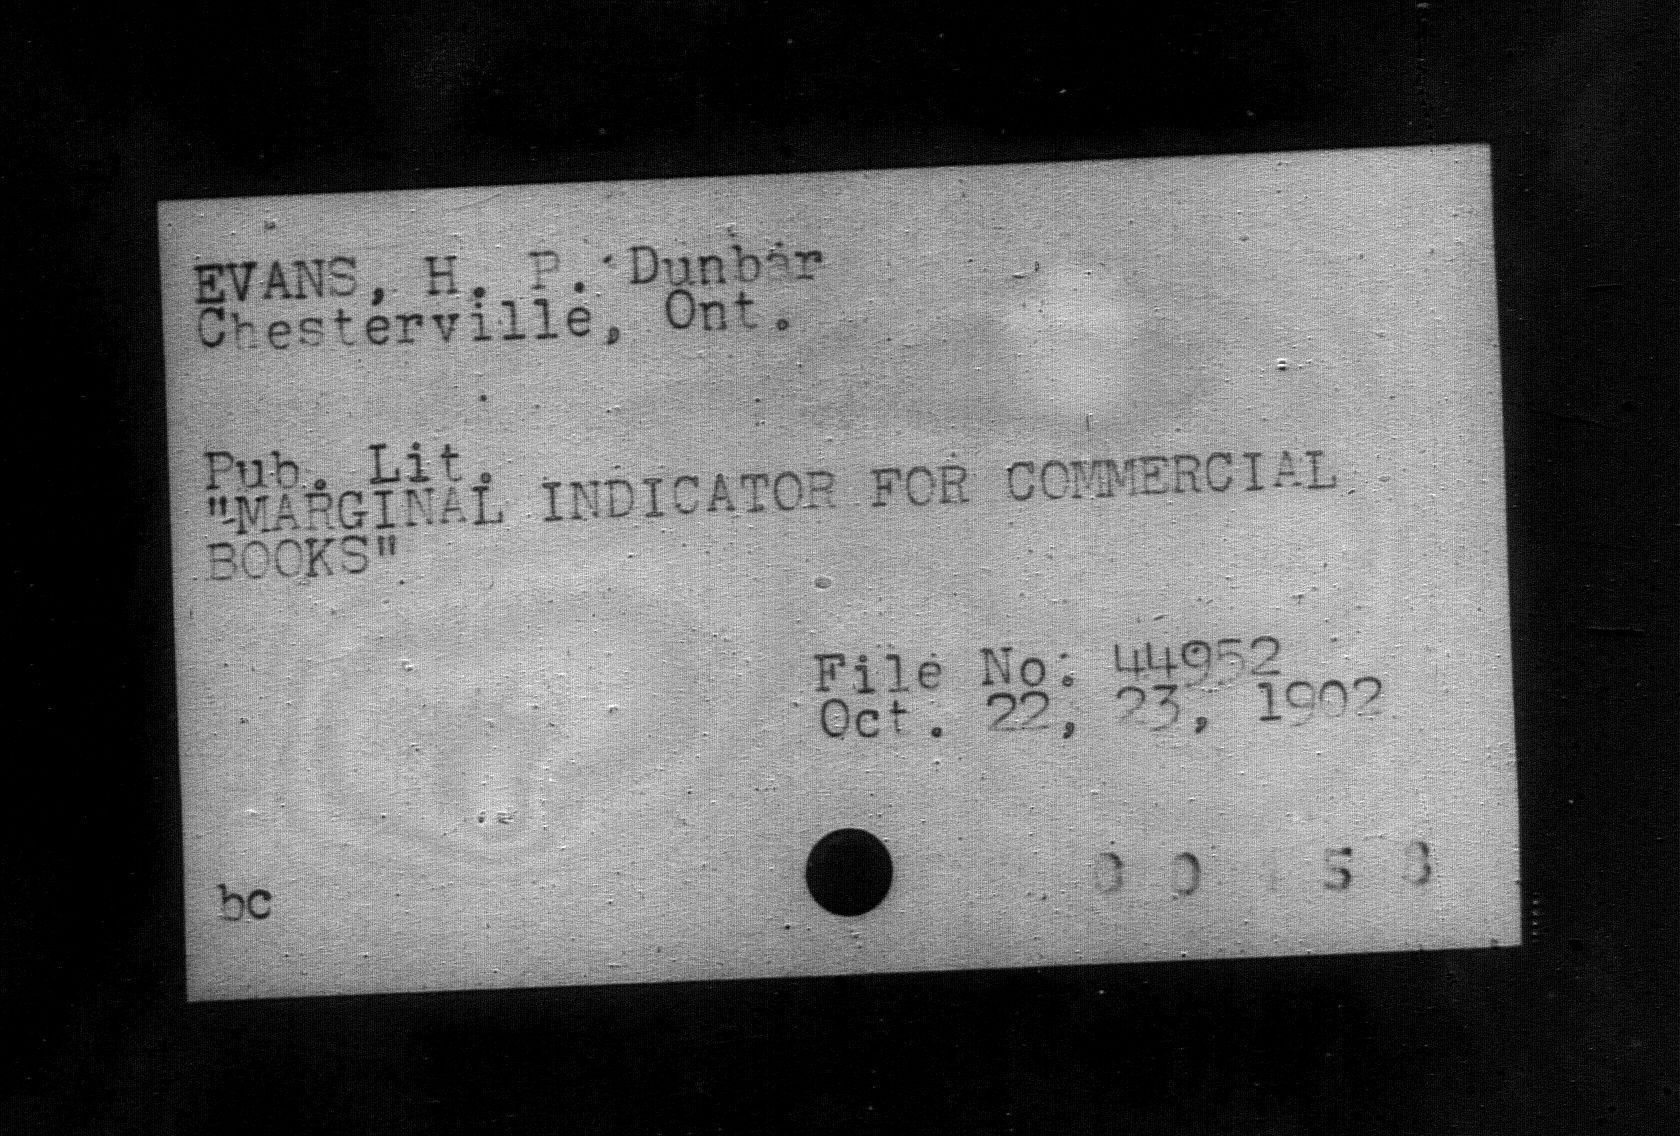 EVANS, H. P. Dunbar
Chesterville, Ont.
Pub. Lit.
"MARGINAL INDICATOR FOR COMMERCIAL
BOOKS"
File No: 44952
Oct. 22, 23, 1902
bc